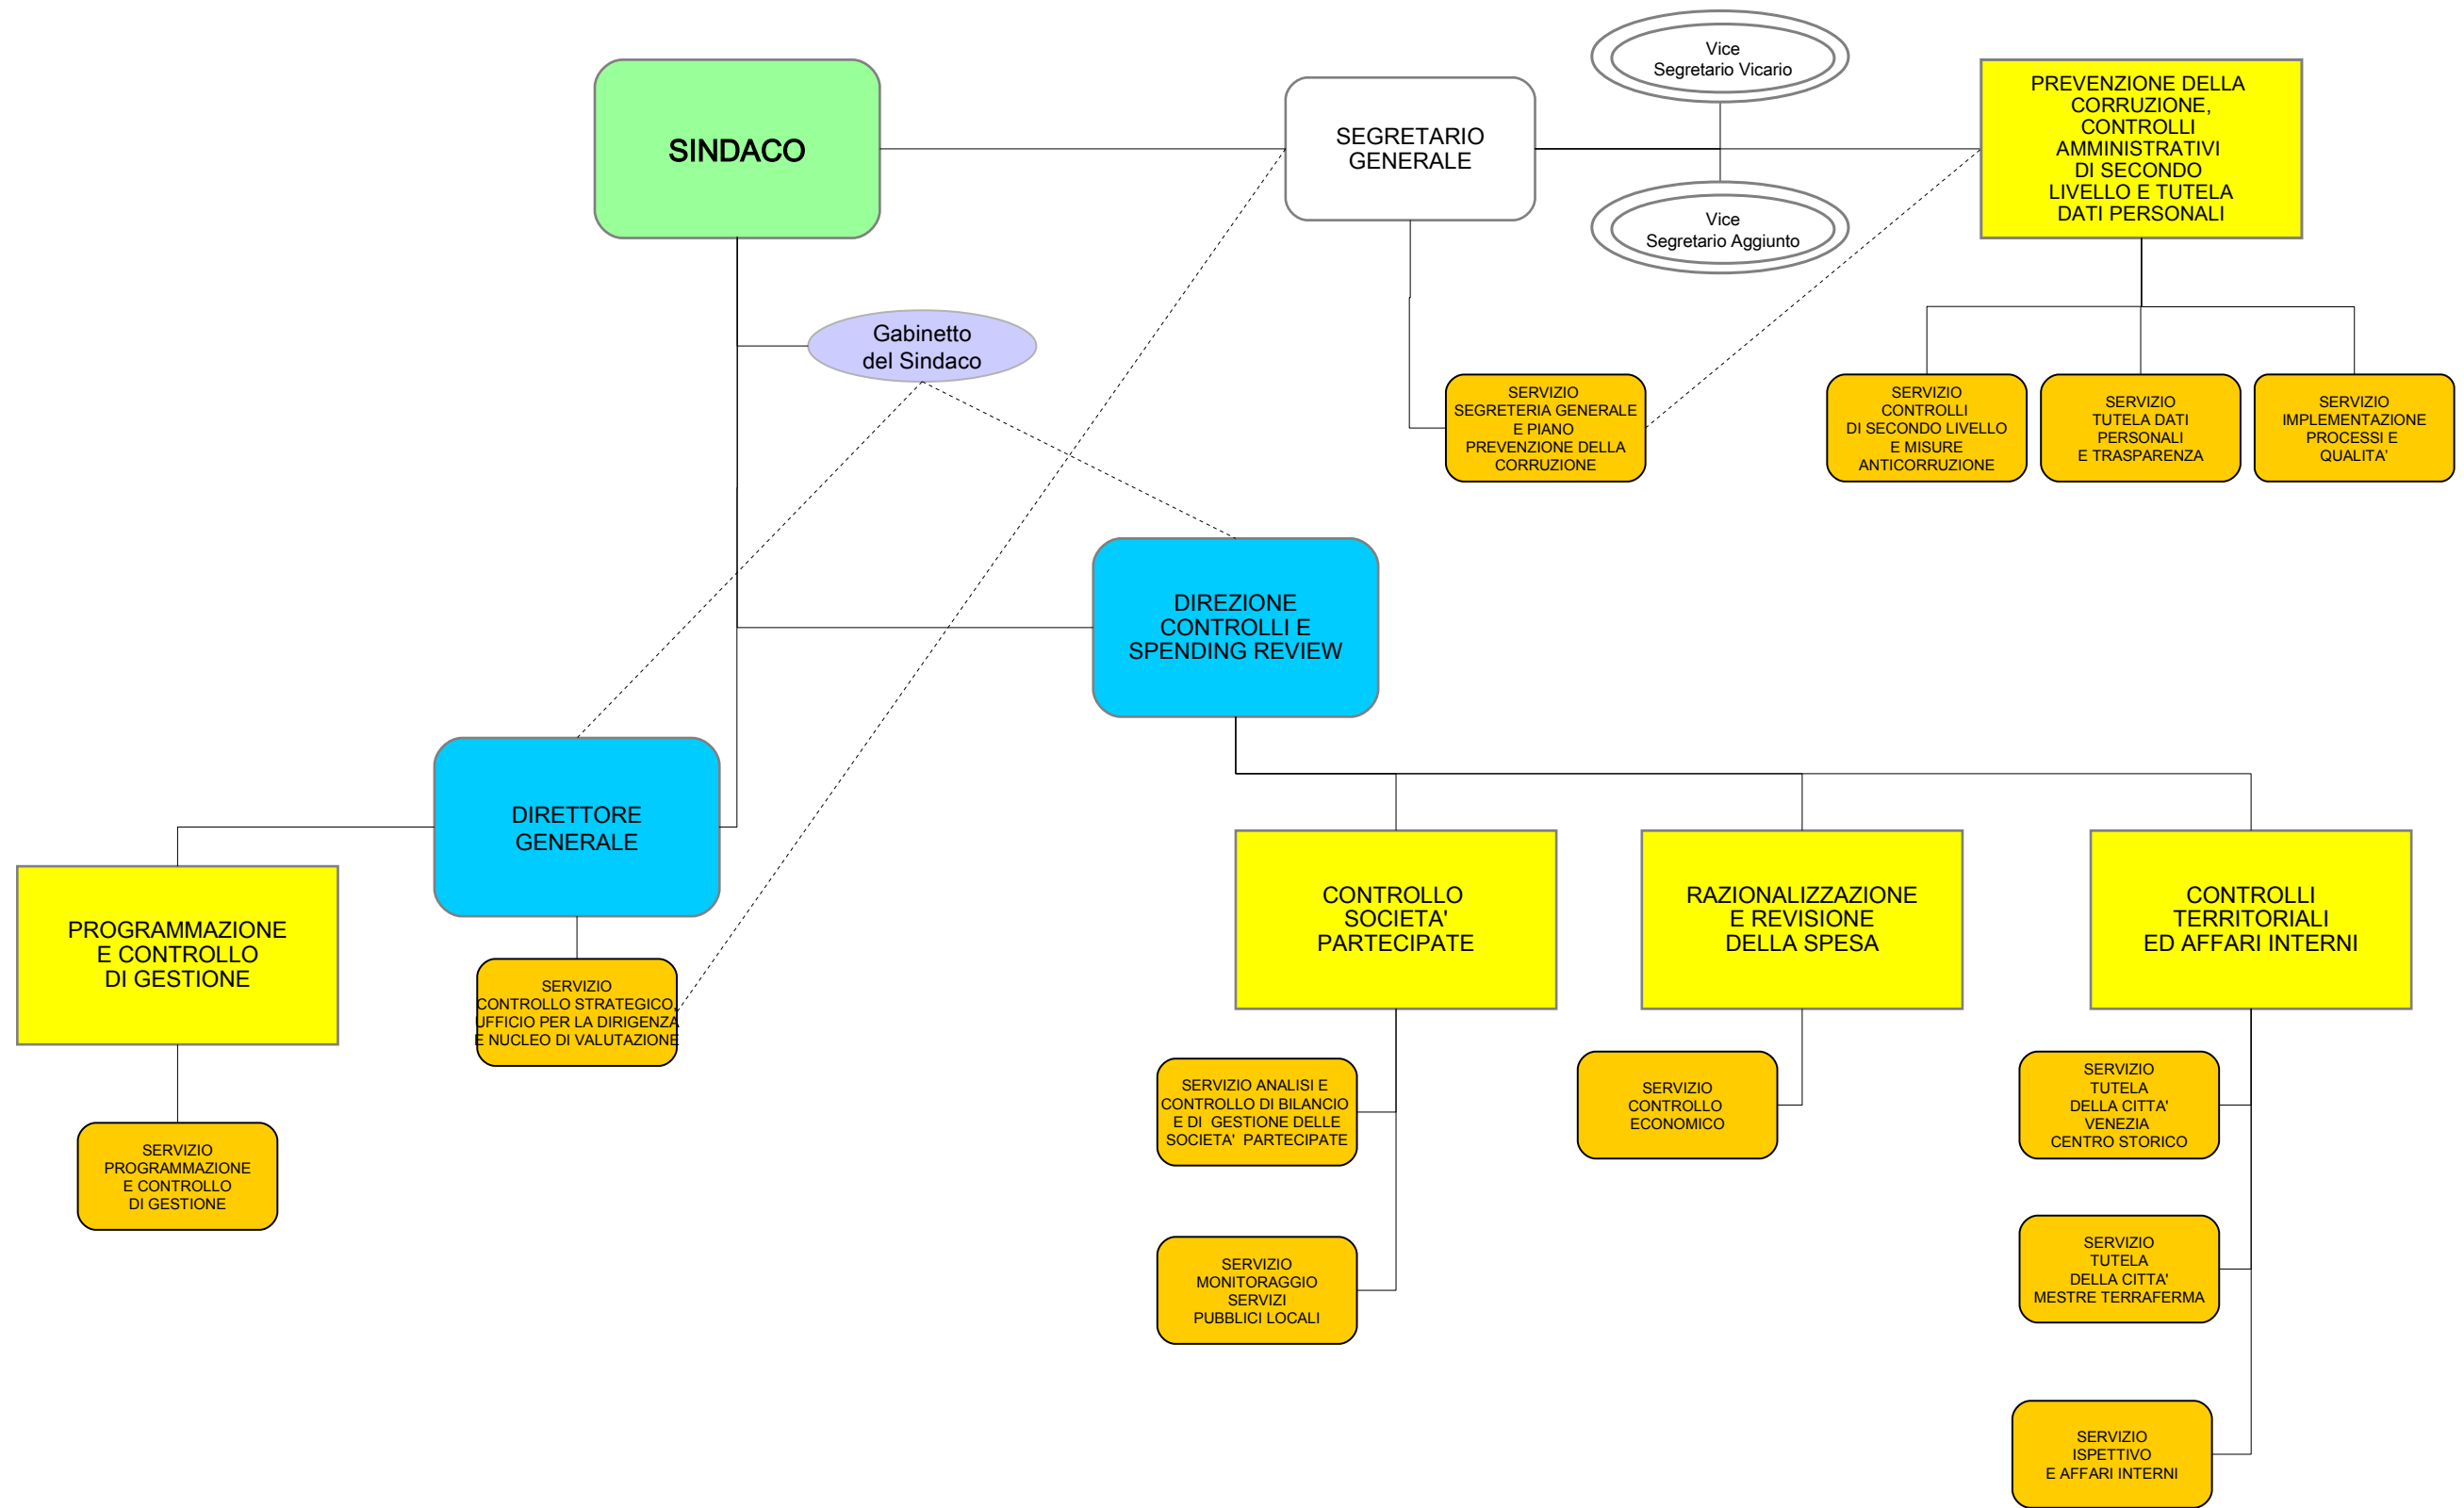 Vice
Segretario Vicario
SINDACO
SEGRETARIO
GENERALE
PREVENZIONE DELLA
CORRUZIONE,
CONTROLLI
AMMINISTRATIVI
DI SECONDO
LIVELLO E TUTELA
DATI PERSONALI
Vice
Segretario Aggiunto
Gabinetto
del Sindaco
SERVIZIO
SEGRETERIA GENERALE
E PIANO
PREVENZIONE DELLA
CORRUZIONE
SERVIZIO
CONTROLLI
DI SECONDO LIVELLO
E MISURE
ANTICORRUZIONE
SERVIZIO
TUTELA DATI
PERSONALI
E TRASPARENZA
SERVIZIO
IMPLEMENTAZIONE
PROCESSI E
QUALITA'
DIREZIONE
CONTROLLI E
SPENDING REVIEW
DIRETTORE
GENERALE
PROGRAMMAZIONE
E CONTROLLO
DI GESTIONE
SERVIZIO
CONTROLLO STRATEGICO,
UFFICIO PER LA DIRIGENZA
E NUCLEO DI VALUTAZIONE
SERVIZIO
PROGRAMMAZIONE
E CONTROLLO
DI GESTIONE
CONTROLLO
SOCIETA'
PARTECIPATE
RAZIONALIZZAZIONE
E REVISIONE
DELLA SPESA
CONTROLLI
TERRITORIALI
ED AFFARI INTERNI
SERVIZIO ANALISI E
CONTROLLO DI BILANCIO
E DI GESTIONE DELLE
SOCIETA' PARTECIPATE
SERVIZIO
CONTROLLO
ECONOMICO
SERVIZIO
TUTELA
DELLA CITTA'
VENEZIA
CENTRO STORICO
SERVIZIO
MONITORAGGIO
SERVIZI
PUBBLICI LOCALI
SERVIZIO
TUTELA
DELLA CITTA'
MESTRE TERRAFERMA
SERVIZIO
ISPETTIVO
E AFFARI INTERNI